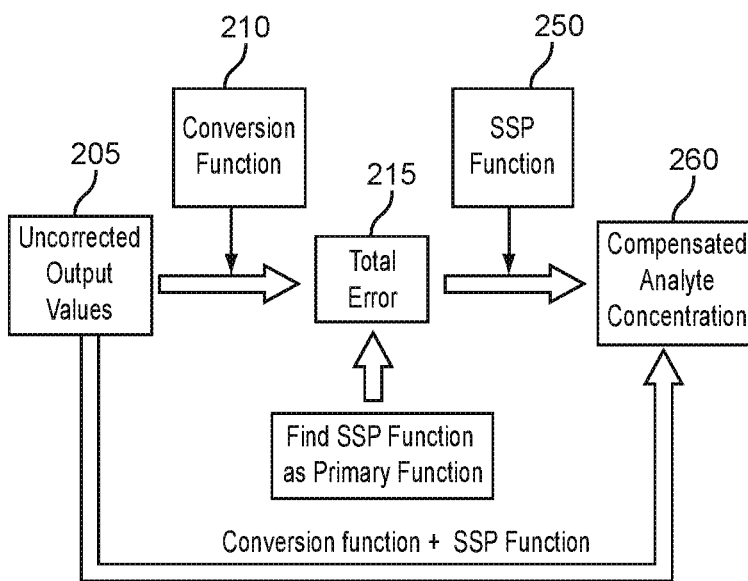 210
Conversion
Function
250
SSP
Function
205
Uncorrected
Output
Values
215
Total
Error
260
Compensated
Analyte
Concentration
Find SSP Function
as Primary Function
Conversion function + SSP Function